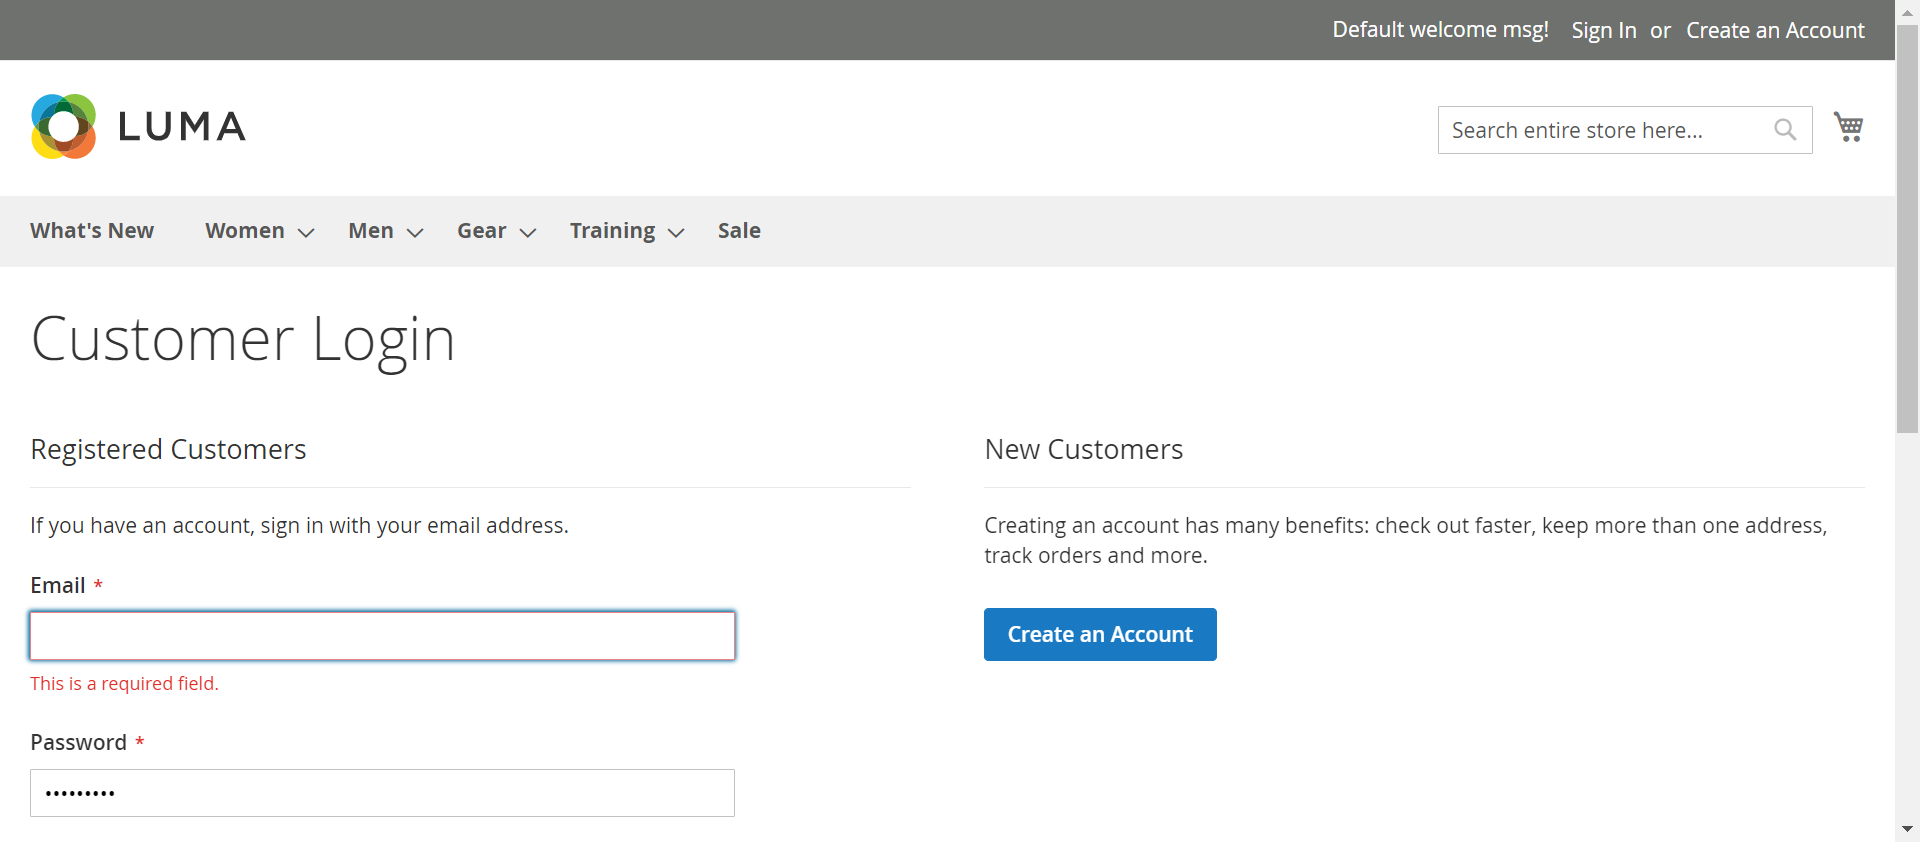 Default welcome msg! Sign In or Create an Account
LUMA
Search entire store here...
What's New Women Men Gear Training Sale
Customer Login
Registered Customers
If you have an account, sign in with your email address.
Email *
This is a required field.
Password *
•••••••••
New Customers
Creating an account has many benefits: check out faster, keep more than one address,
track orders and more.
Create an Account